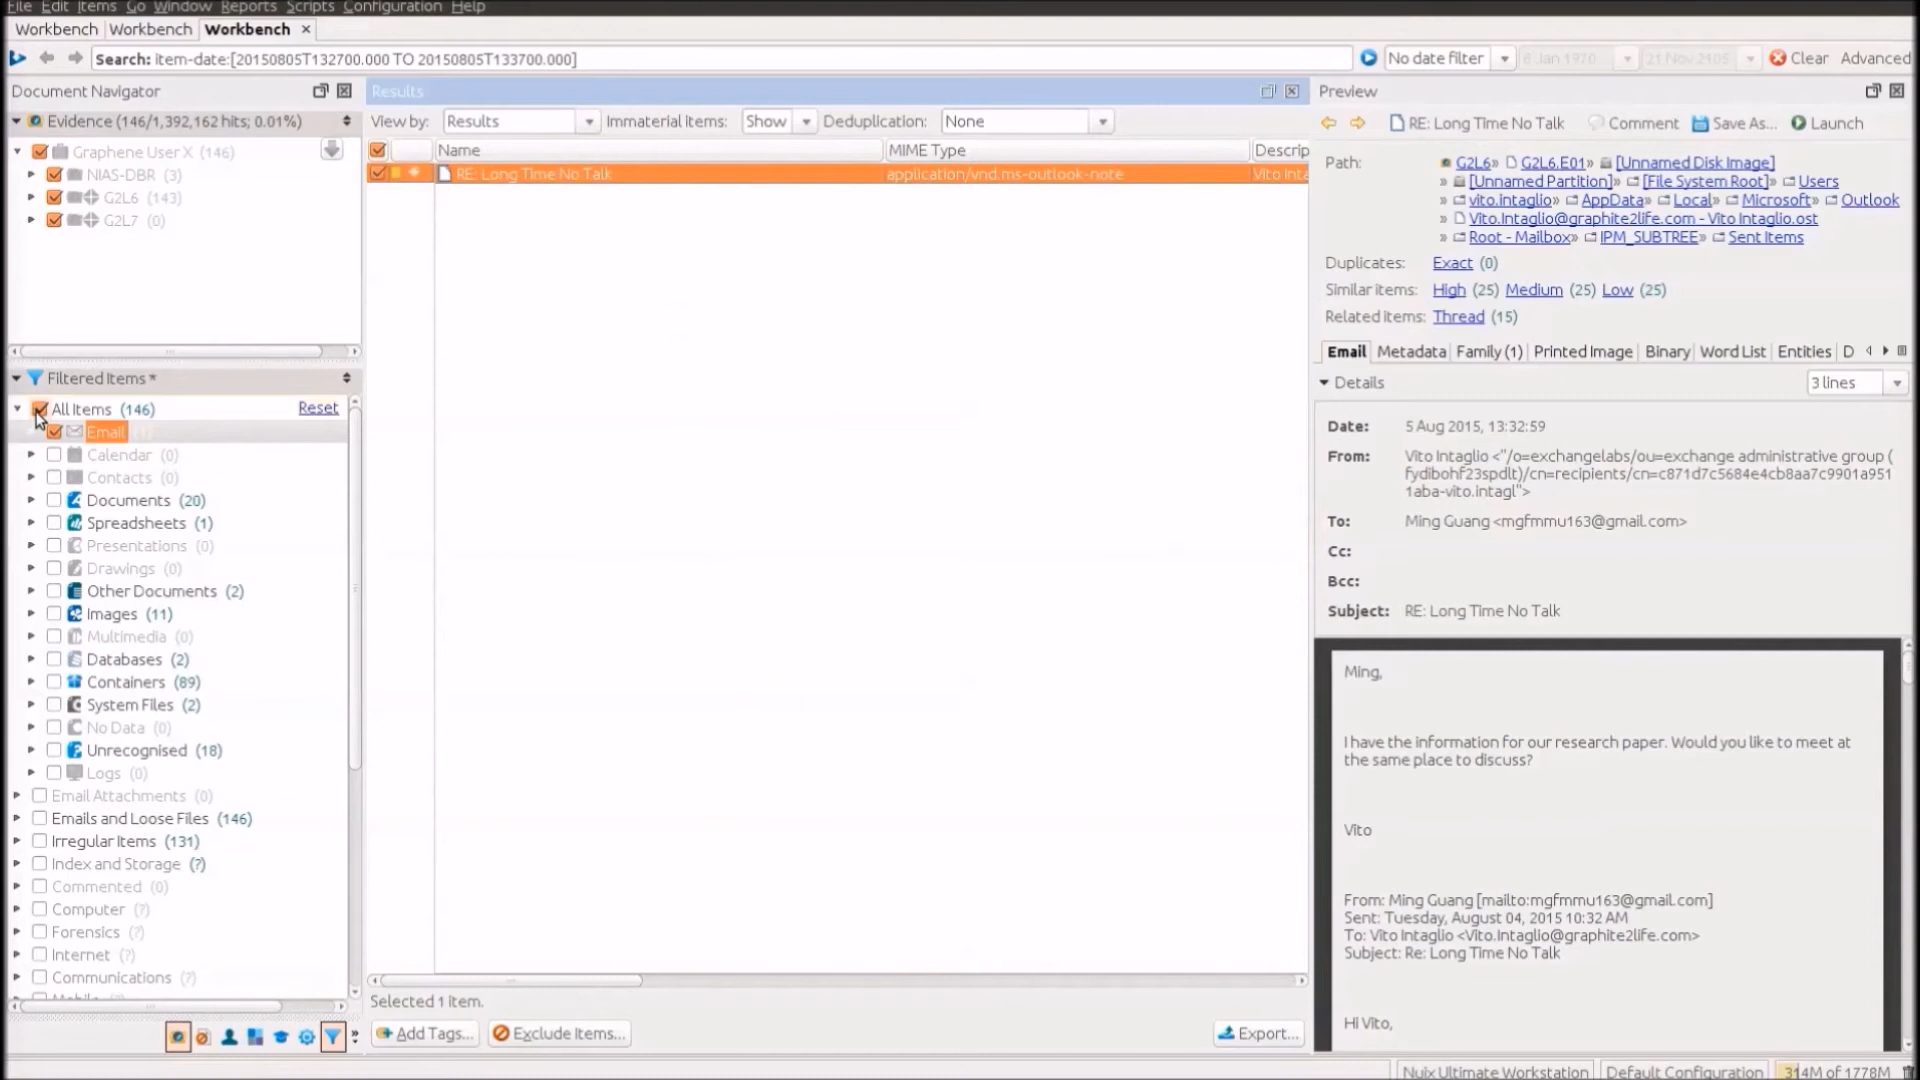 File Edit Items Go Window Reports Scripts Configuration Help
Workbench Workbench Workbench
Search: item-date:[20150805T132700.000 TO 20150805T133700.000] No date filter 6 Jan 1970 21 Nov 2105 Clear Advanced
Document Navigator
Evidence (146/1,392,162 hits; 0.01%)
Graphene User X (146)
NIAS-DBR (3)
G2L6 (143)
G2L7 (0)
Filtered Items *
All Items (146) Reset
Email
Calendar (0)
Contacts (0)
Documents (20)
Spreadsheets (1)
Presentations (0)
Drawings (0)
Other Documents (2)
Images (11)
Multimedia (0)
Databases (2)
Containers (89)
System Files (2)
No Data (0)
Unrecognised (18)
Logs (0)
Email Attachments (0)
Emails and Loose Files (146)
Irregular Items (131)
Index and Storage (?)
Commented (0)
Computer (?)
Forensics (?)
Internet (?)
Communications (?)
Results
View by: Results Immaterial items: Show Deduplication: None
Name MIME Type Descrip
RE: Long Time No Talk application/vnd.ms-outlook-note Vito Inta
Selected 1 item.
Add Tags... Exclude Items... Export...
Preview
RE: Long Time No Talk Comment Save As... Launch
Path: G2L6» G2L6.E01» [Unnamed Disk Image]
» [Unnamed Partition]» [File System Root]» Users
» vito.intaglio» AppData» Local» Microsoft» Outlook
» Vito.Intaglio@graphite2life.com - Vito Intaglio.ost
» Root - Mailbox» IPM_SUBTREE» Sent Items
Duplicates: Exact (0)
Similar items: High (25) Medium (25) Low (25)
Related items: Thread (15)
Email Metadata Family (1) Printed Image Binary Word List Entities D
Details 3 lines
Date: 5 Aug 2015, 13:32:59
From: Vito Intaglio <"/o=exchangelabs/ou=exchange administrative group (
fydibohf23spdlt)/cn=recipients/cn=c871d7c5684e4cb8aa7c9901a951
1aba-vito.intagl">
To: Ming Guang <mgfmmu163@gmail.com>
Cc:
Bcc:
Subject: RE: Long Time No Talk
Ming,
I have the information for our research paper. Would you like to meet at
the same place to discuss?
Vito
From: Ming Guang [mailto:mgfmmu163@gmail.com]
Sent: Tuesday, August 04, 2015 10:32 AM
To: Vito Intaglio <Vito.Intaglio@graphite2life.com>
Subject: Re: Long Time No Talk
Hi Vito,
Nuix Ultimate Workstation Default Configuration 314M of 1778M